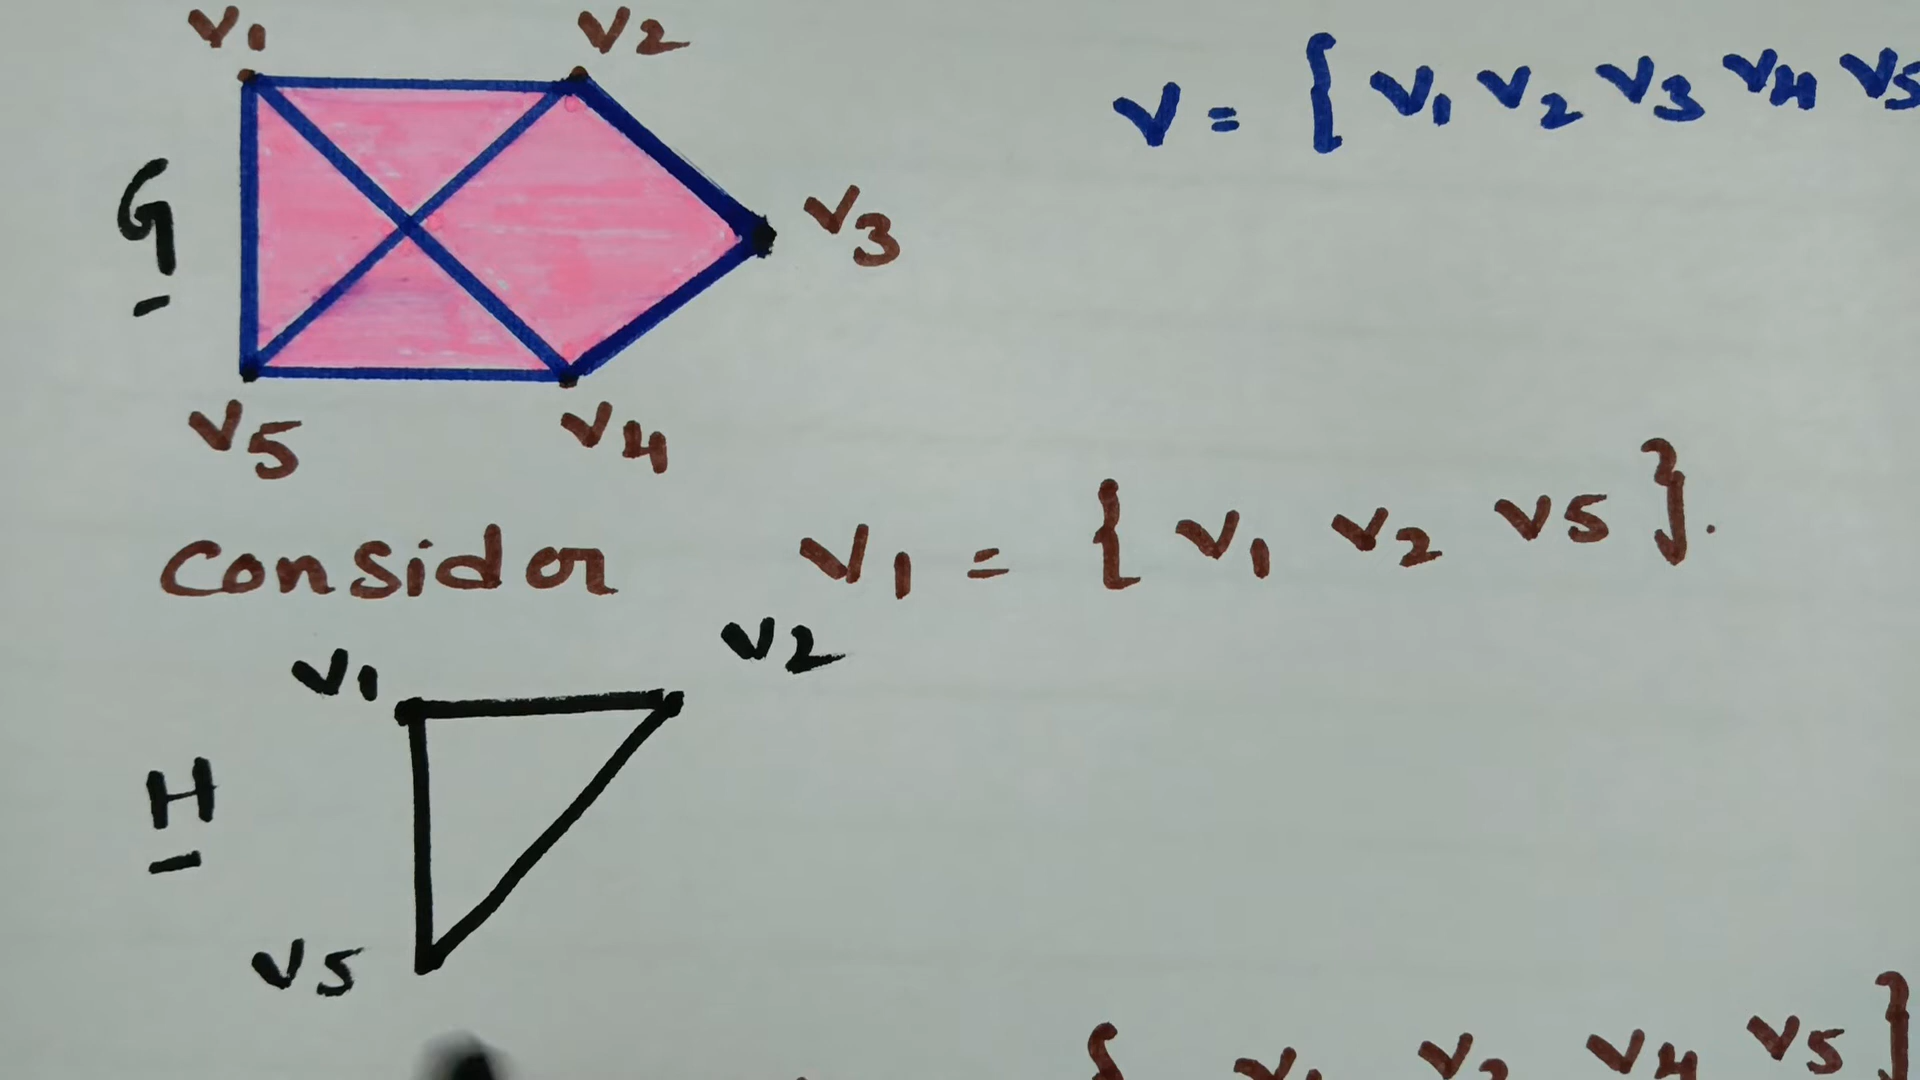 v1 v2
V = { v1 v2 v3 v4 v5
G
v3
v5 v4
Consider V1 = { v1 v2 v5 }.
v1 v2
H
v5
{ v1 v2 v4 v5 }